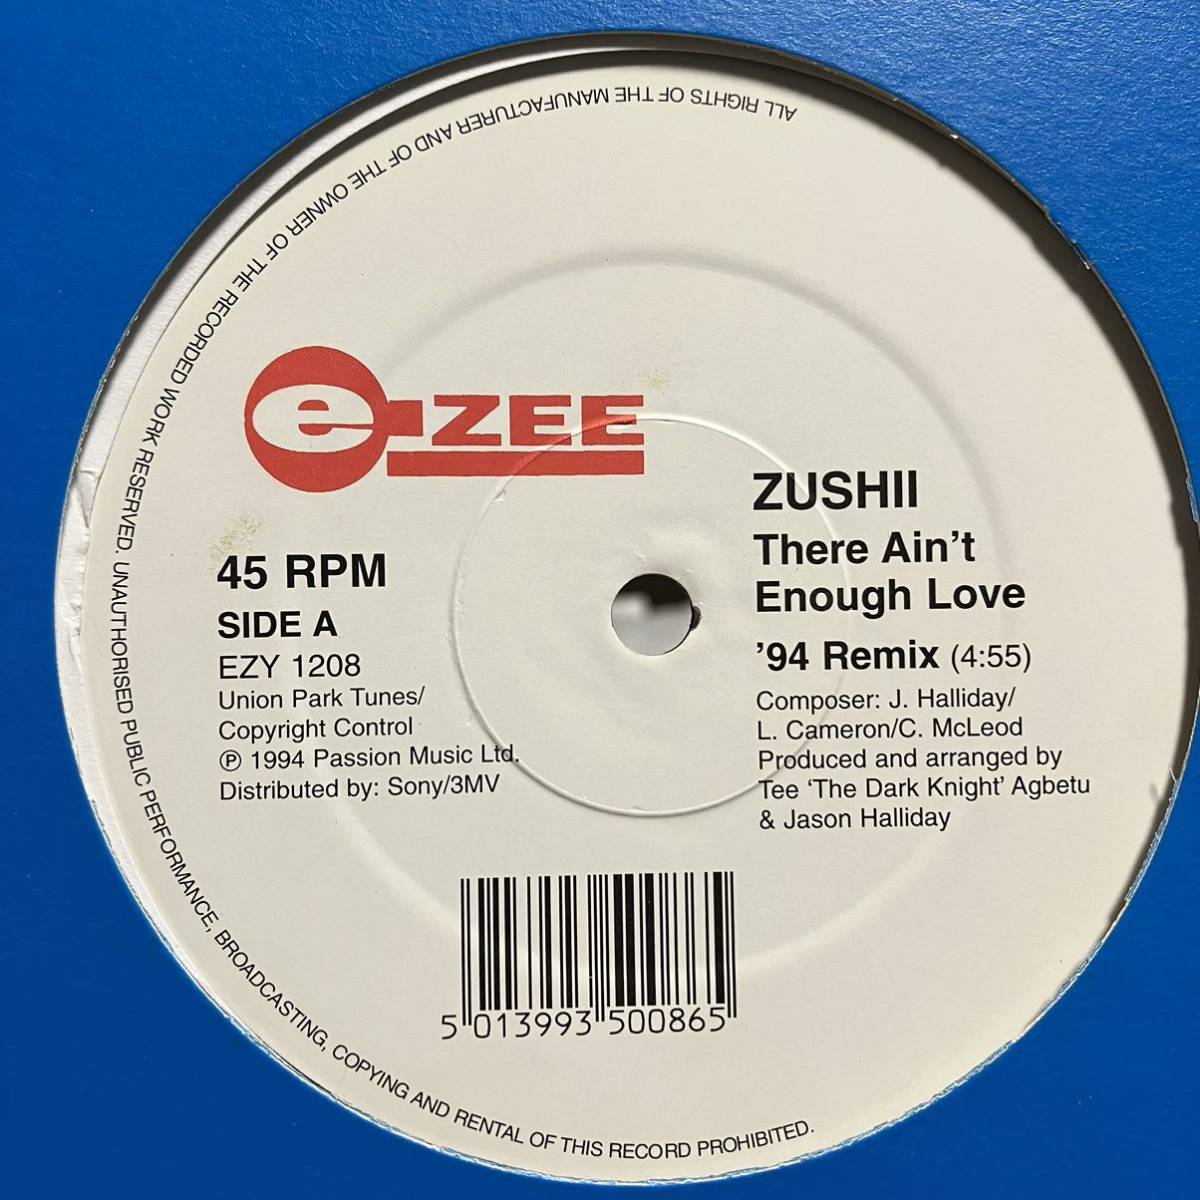 ALL RIGHTS OF THE MANUFACTURER AND OF THE OWNER OF THE RECORDED WORK RESERVED. UNAUTHORISED PUBLIC PERFORMANCE, BROADCASTING, COPYING AND RENTAL OF THIS RECORD PROHIBITED.
e-ZEE
45 RPM
SIDE A
EZY 1208
Union Park Tunes/
Copyright Control
℗ 1994 Passion Music Ltd.
Distributed by: Sony/3MV
ZUSHII
There Ain't
Enough Love
'94 Remix (4:55)
Composer: J. Halliday/
L. Cameron/C. McLeod
Produced and arranged by
Tee 'The Dark Knight' Agbetu
& Jason Halliday
5 013993 500865